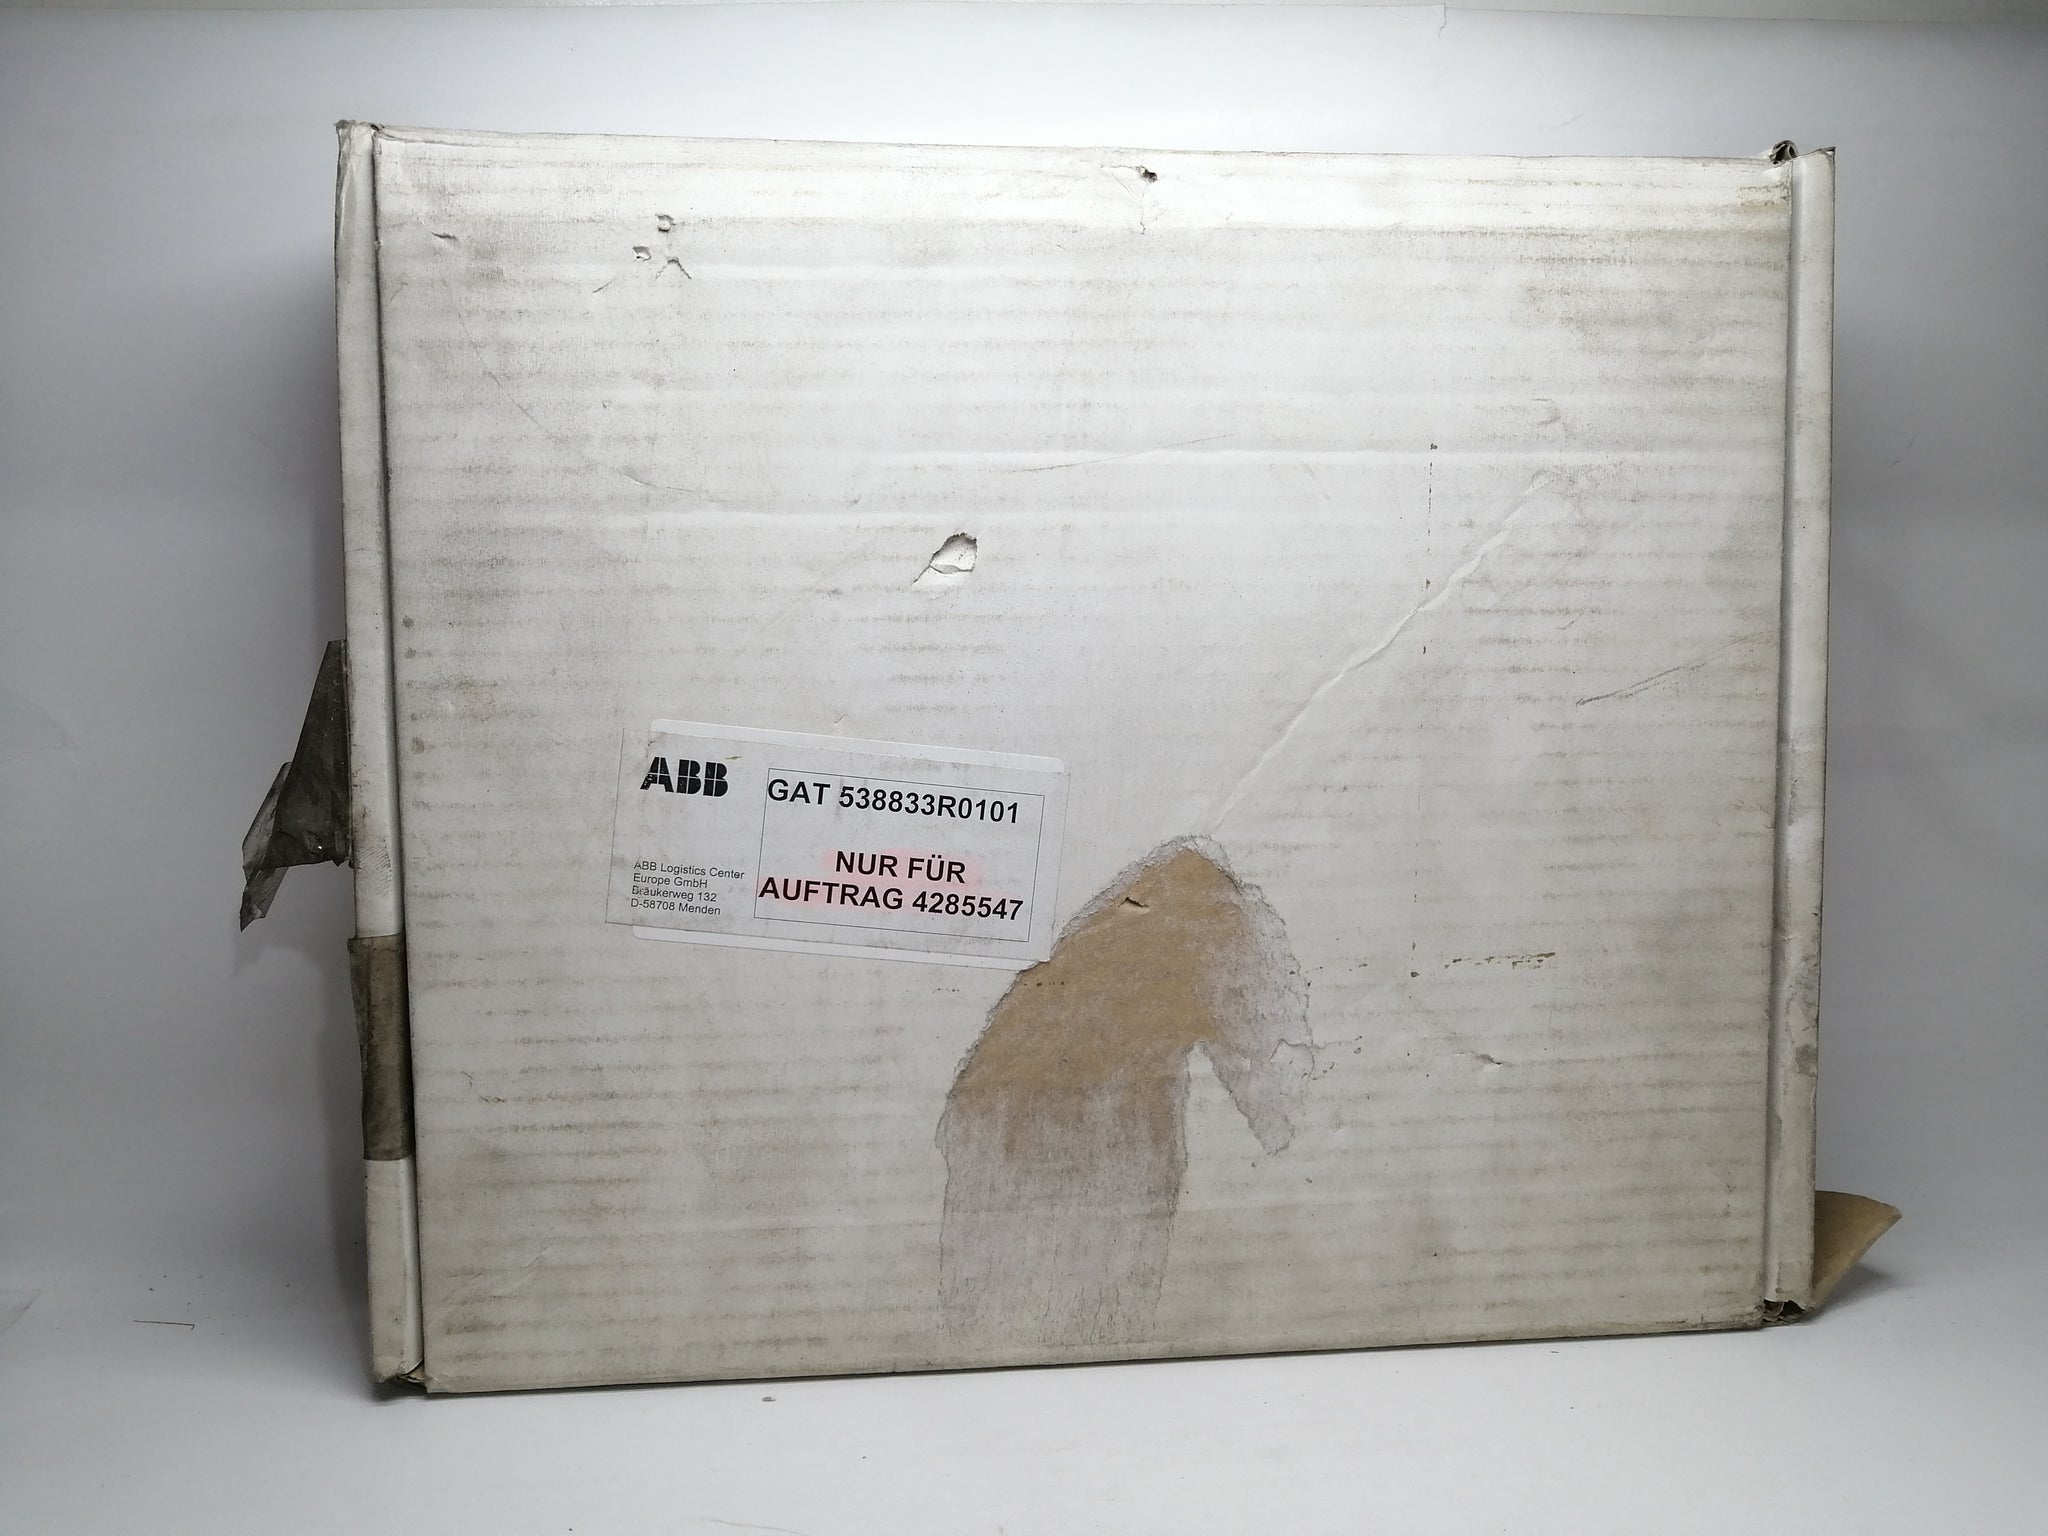 ABB
GAT 538833R0101
NUR FÜR
AUFTRAG 4285547
ABB Logistics Center
Europe GmbH
Bräukerweg 132
D-58708 Menden